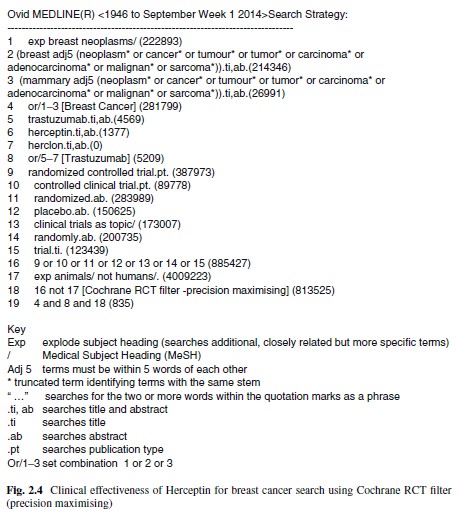 Ovid MEDLINE(R) <1946 to September Week 1 2014>Search Strategy:
--------------------------------------------------------------------------------
1 exp breast neoplasms/ (222893)
2 (breast adj5 (neoplasm* or cancer* or tumour* or tumor* or carcinoma* or
adenocarcinoma* or malignan* or sarcoma*)).ti,ab.(214346)
3 (mammary adj5 (neoplasm* or cancer* or tumour* or tumor* or carcinoma* or
adenocarcinoma* or malignan* or sarcoma*)).ti,ab.(26991)
4 or/1–3 [Breast Cancer] (281799)
5 trastuzumab.ti,ab.(4569)
6 herceptin.ti,ab.(1377)
7 herclon.ti,ab.(0)
8 or/5–7 [Trastuzumab] (5209)
9 randomized controlled trial.pt. (387973)
10 controlled clinical trial.pt. (89778)
11 randomized.ab. (283989)
12 placebo.ab. (150625)
13 clinical trials as topic/ (173007)
14 randomly.ab. (200735)
15 trial.ti. (123439)
16 9 or 10 or 11 or 12 or 13 or 14 or 15 (885427)
17 exp animals/ not humans/. (4009223)
18 16 not 17 [Cochrane RCT filter -precision maximising] (813525)
19 4 and 8 and 18 (835)
Key
Exp explode subject heading (searches additional, closely related but more specific terms)
/ Medical Subject Heading (MeSH)
Adj 5 terms must be within 5 words of each other
* truncated term identifying terms with the same stem
“ ...” searches for the two or more words within the quotation marks as a phrase
.ti, ab searches title and abstract
.ti searches title
.ab searches abstract
.pt searches publication type
Or/1–3 set combination 1 or 2 or 3
Fig. 2.4 Clinical effectiveness of Herceptin for breast cancer search using Cochrane RCT filter
(precision maximising)